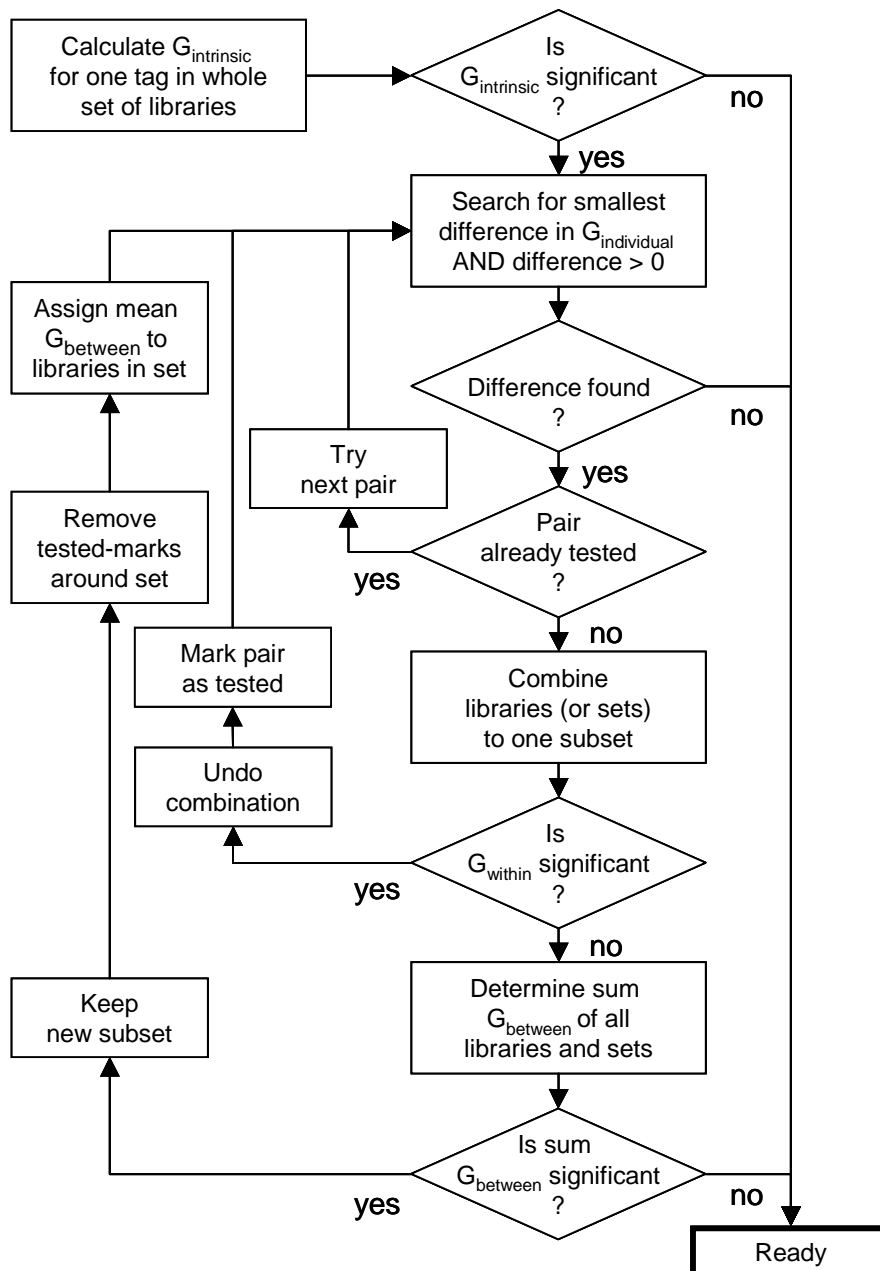 Calculate G_intrinsic
for one tag in whole
set of libraries
Is
G_intrinsic significant
?
no
yes
Search for smallest
difference in G_individual
AND difference > 0
Assign mean
G_between to
libraries in set
Difference found
?
no
yes
Try
next pair
Remove
tested-marks
around set
Pair
already tested
?
yes
no
Mark pair
as tested
Combine
libraries (or sets)
to one subset
Undo
combination
Is
G_within significant
?
yes
no
Keep
new subset
Determine sum
G_between of all
libraries and sets
Is sum
G_between significant
?
yes
no
Ready